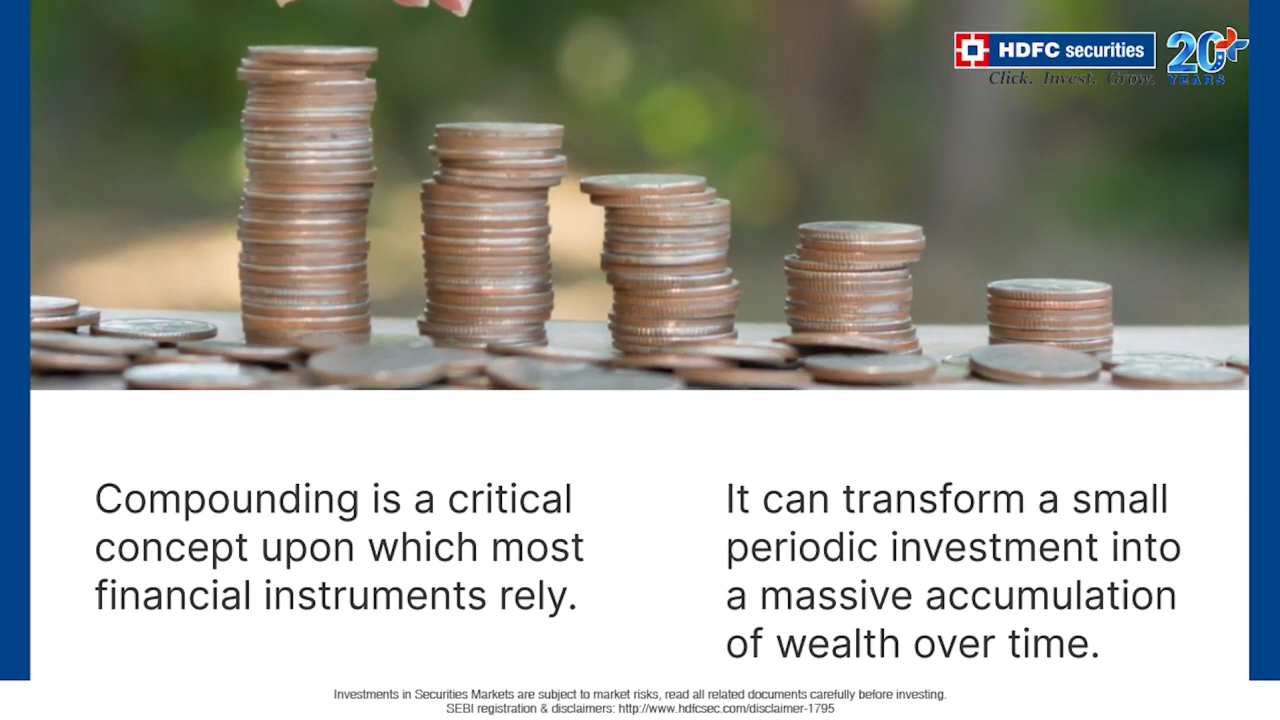 HDFC securities
Click. Invest. Grow.
20+
YEARS
Compounding is a critical
concept upon which most
financial instruments rely.
It can transform a small
periodic investment into
a massive accumulation
of wealth over time.
Investments in Securities Markets are subject to market risks, read all related documents carefully before investing.
SEBI registration & disclaimers: http://www.hdfcsec.com/disclaimer-1795